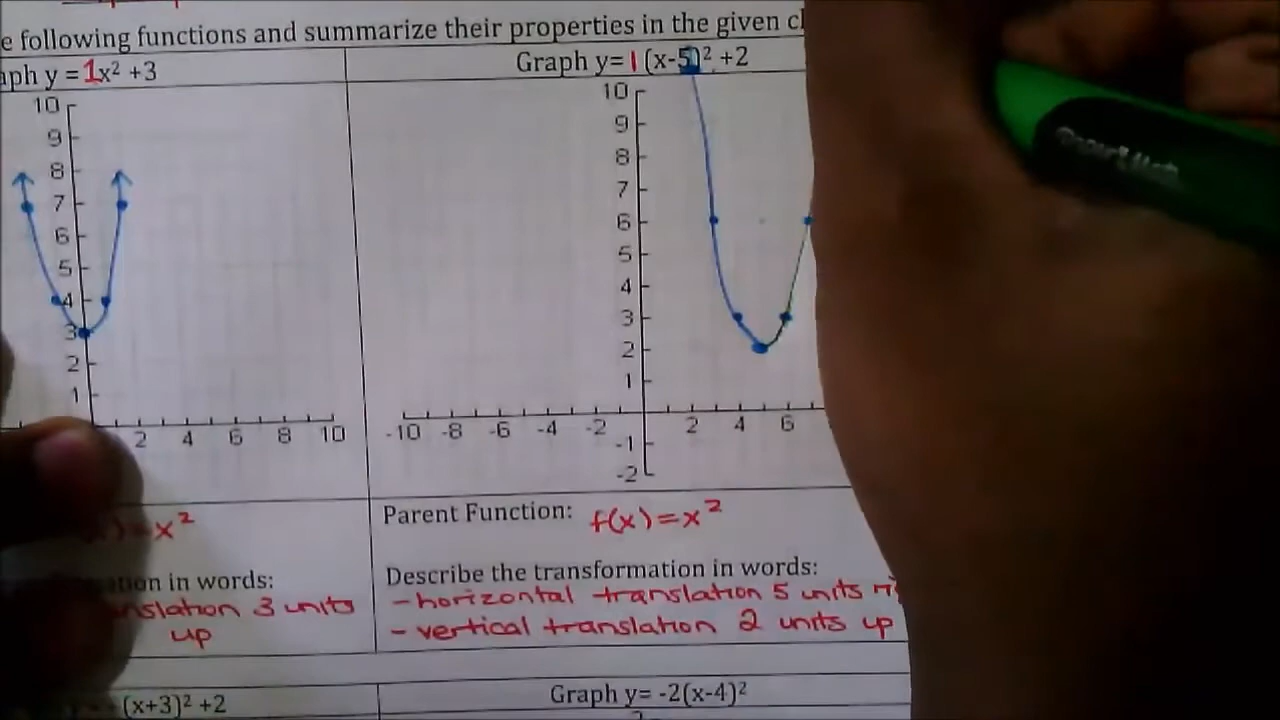 e following functions and summarize their properties in the given
aph y = 1x² +3
Graph y= 1 (x-5)² +2
10
9
8
7
6
5
4
3
2
1
2 4 6 8 10
10
9
8
7
6
5
4
3
2
1
-10 -8 -6 -4 -2 2 4 6
-1
-2
) = x²
Parent Function: f(x) = x²
ation in words:
nslation 3 units
up
Describe the transformation in words:
- horizontal translation 5 units
- vertical translation 2 units up
(x+3)² +2
Graph y= -2(x-4)²